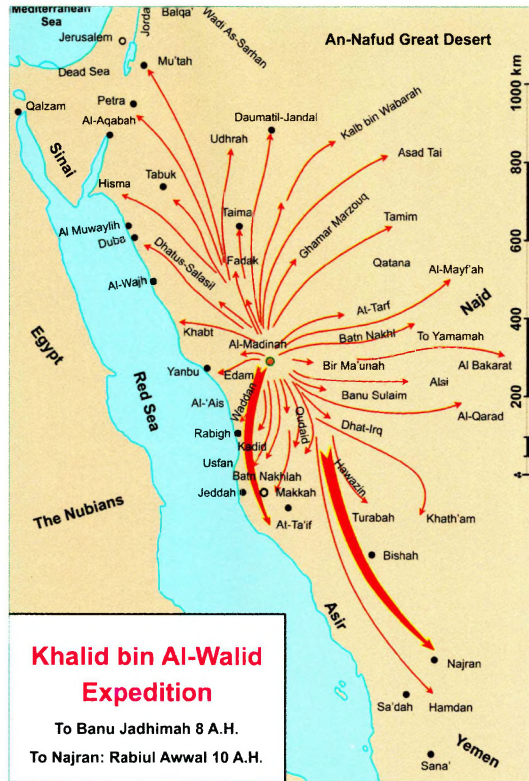 Mediterranean
Sea
Jorda
Balqa'
Wadi As-Sarhan
An-Nafud Great Desert
Jerusalem
Mu'tah
Dead Sea
1000 km
Petra
Qalzam
Al-Aqabah
Daumatil-Jandal
Kalb bin Wabarah
Udhrah
Asad Tai
800
Sinai
Hisma
Tabuk
Taima
Ghamar Marzouq
Tamim
600
Al Muwaylih
Duba
Dhatus-Salasil
Fadak
Qatana
Al-Mayf'ah
Al-Wajh
Najd
Al-Tarf
400
Khabt
Al-Madinah
Batn Nakhl
To Yamamah
Egypt
Yanbu
Edam
Bir Ma'unah
Al Bakarat
Red Sea
Waddan
Alsi
Banu Sulaim
200
Al-'Ais
Qudaid
Al-Qarad
Rabigh
Kadid
Dhat-Irq
Usfan
Hawazin
Batn Nakhlah
Jeddah
Makkah
The Nubians
At-Ta'if
Turabah
Khath'am
Bishah
Asir
Najran
Sa'dah
Hamdan
Yemen
Sana'
Khalid bin Al-Walid
Expedition
To Banu Jadhimah 8 A.H.
To Najran: Rabiul Awwal 10 A.H.